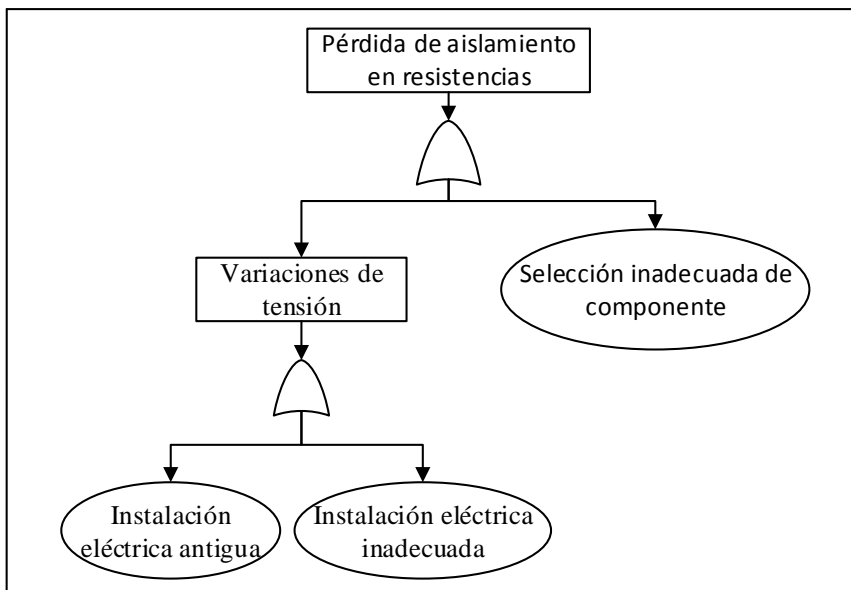 Pérdida de aislamiento
en resistencias
Variaciones de
tensión
Selección inadecuada de
componente
Instalación
eléctrica antigua
Instalación eléctrica
inadecuada